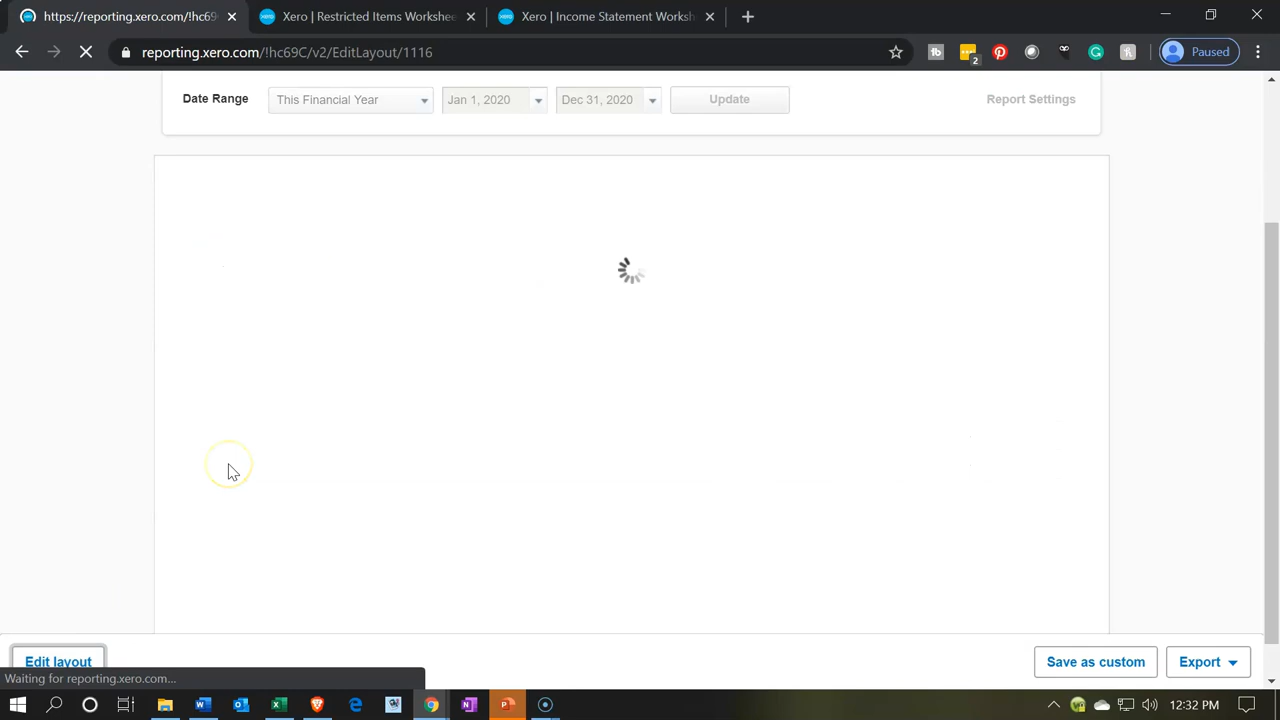 https://reporting.xero.com/!hc69
Xero | Restricted Items Workshee
Xero | Income Statement Worksh
reporting.xero.com/!hc69C/v2/EditLayout/1116
2
Paused
Date Range
This Financial Year
Jan 1, 2020
Dec 31, 2020
Update
Report Settings
Edit layout
Save as custom
Export
Waiting for reporting.xero.com...
12:32 PM